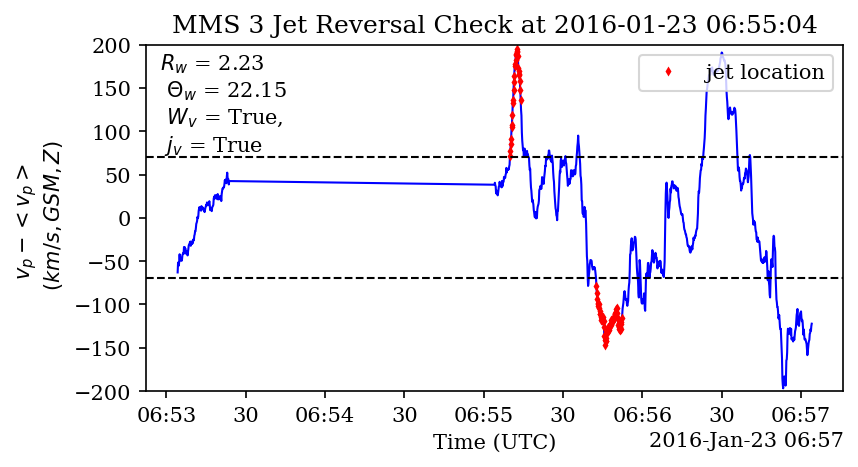 MMS 3 Jet Reversal Check at 2016-01-23 06:55:04
R_w = 2.23
Θ_w = 22.15
W_v = True,
j_v = True
jet location
v_p − < v_p >
(km/s, GSM, Z)
200
150
100
50
0
−50
−100
−150
−200
06:53 30 06:54 30 06:55 30 06:56 30 06:57
Time (UTC)
2016-Jan-23 06:57